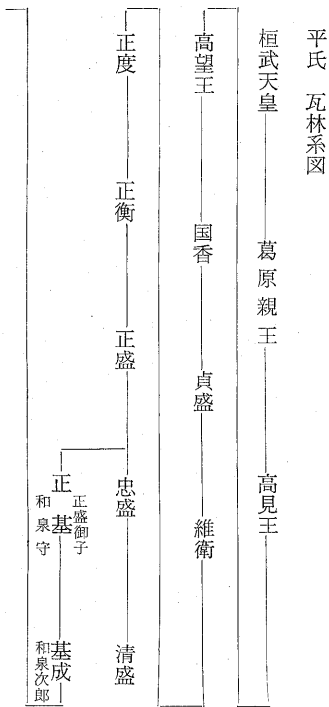 平氏　瓦林系図
桓武天皇　葛原親王　高見王
高望王　国香　貞盛　維衛
正度　正衡　正盛　忠盛　清盛
正盛御子
正基　基成
和泉守　和泉次郎